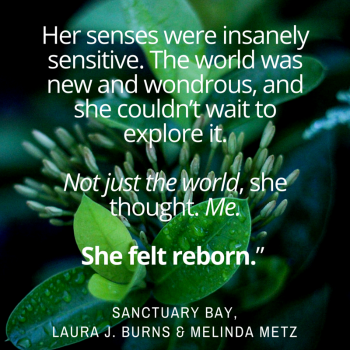 Her senses were insanely
sensitive. The world was
new and wondrous, and
she couldn’t wait to
explore it.
Not just the world, she
thought. Me.
She felt reborn.”
SANCTUARY BAY,
LAURA J. BURNS & MELINDA METZ